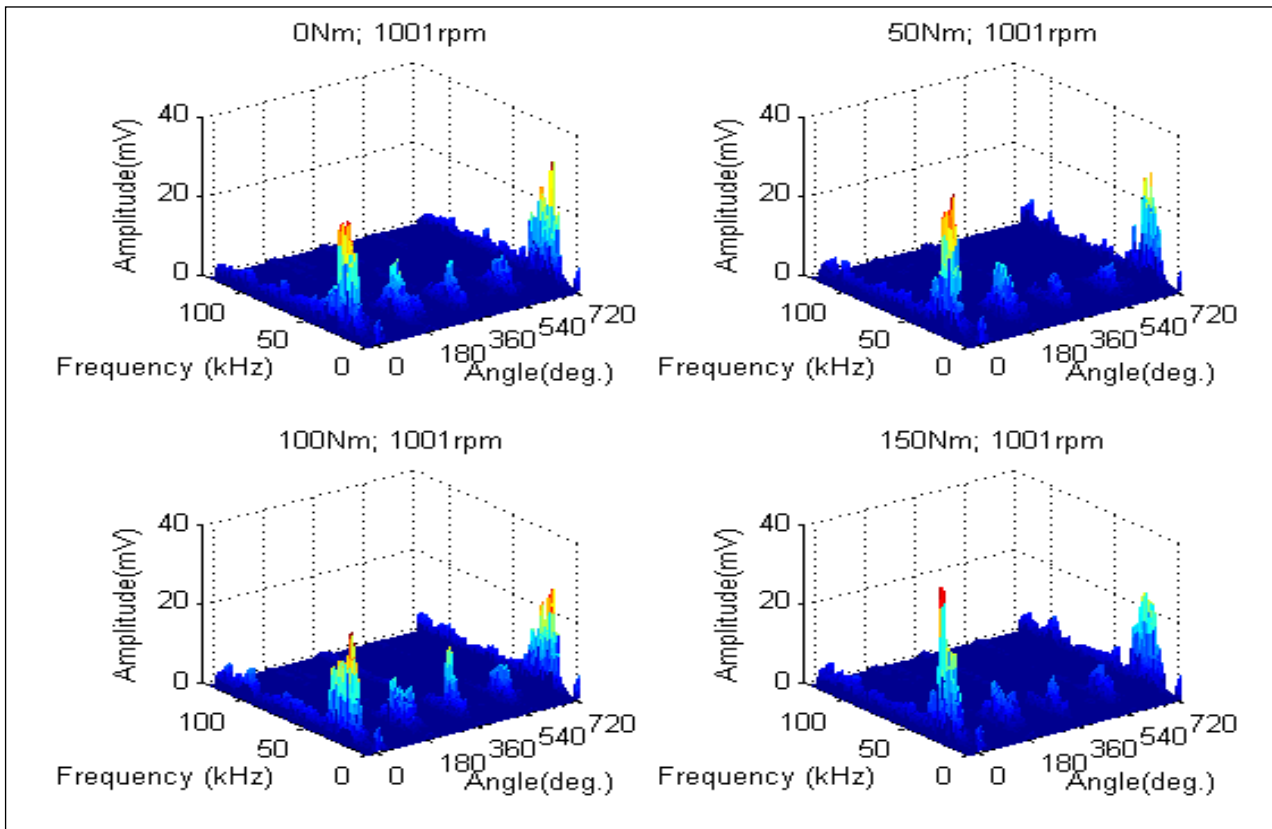 0Nm; 1001rpm
40
20
0
Amplitude(mV)
100
50
0
Frequency (kHz)
0
180
360
540
720
Angle(deg.)
50Nm; 1001rpm
40
20
0
Amplitude(mV)
100
50
0
Frequency (kHz)
0
180
360
540
720
Angle(deg.)
100Nm; 1001rpm
40
20
0
Amplitude(mV)
100
50
0
Frequency (kHz)
0
180
360
540
720
Angle(deg.)
150Nm; 1001rpm
40
20
0
Amplitude(mV)
100
50
0
Frequency (kHz)
0
180
360
540
720
Angle(deg.)